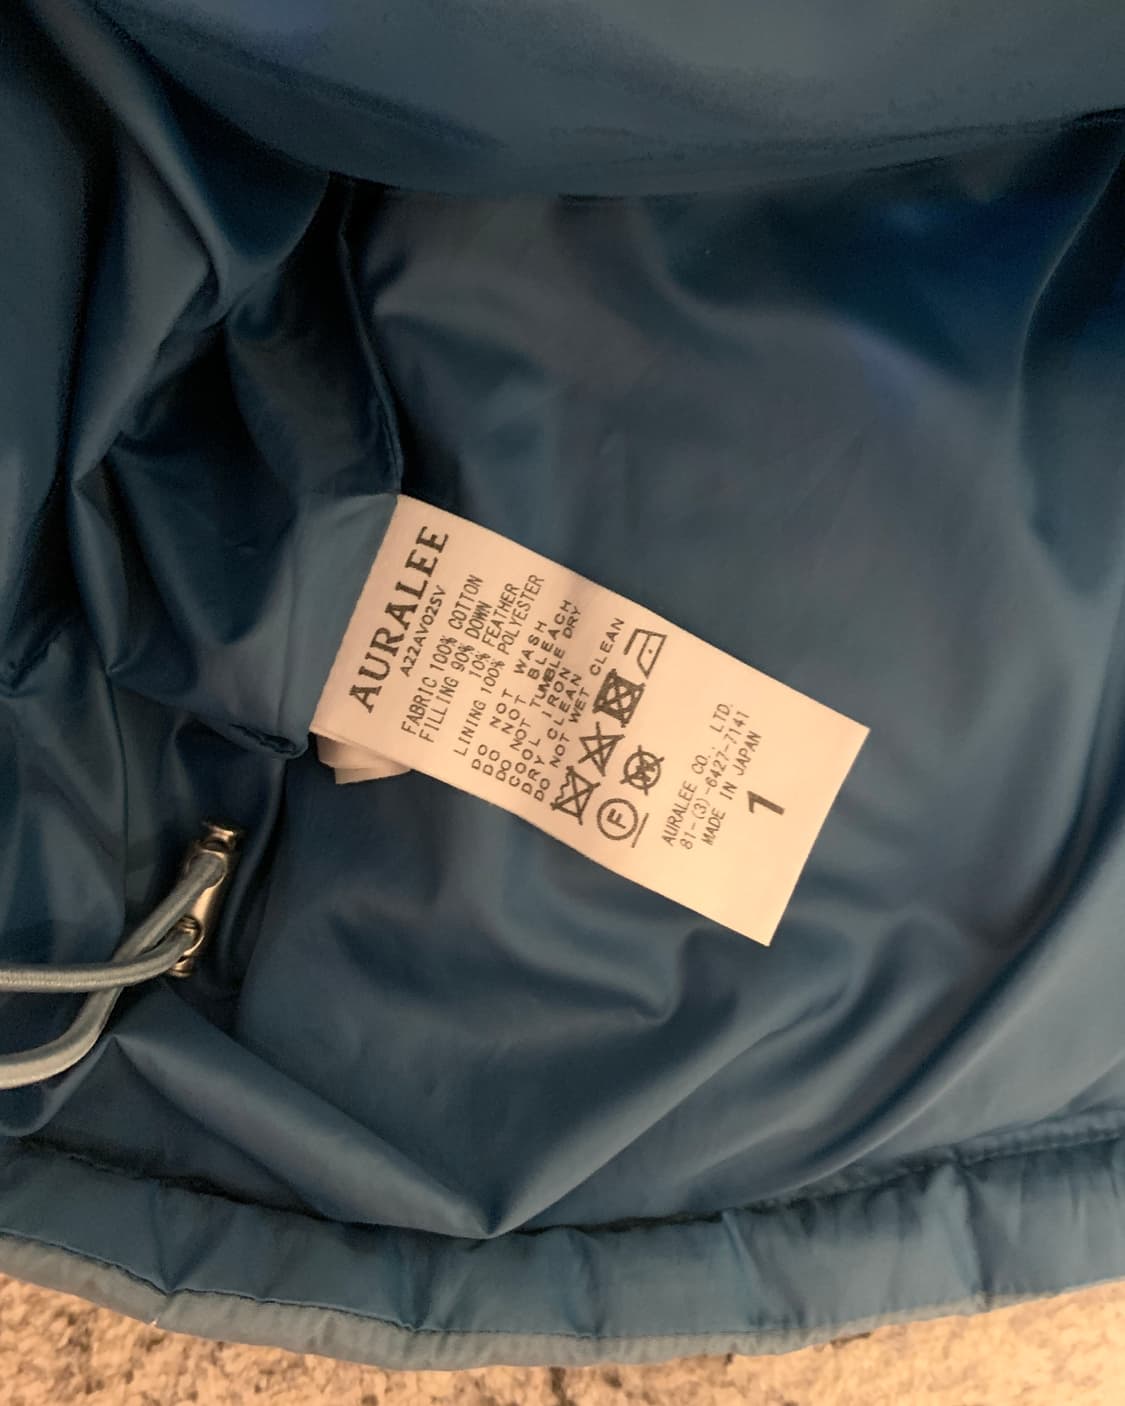 AURALEE
A22AV02SV
FABRIC 100% COTTON
FILLING 90% DOWN
10% FEATHER
LINING 100% POLYESTER
DO NOT WASH
DO NOT BLEACH
DO NOT TUMBLE DRY
COOL IRON
DRY CLEAN
DO NOT WET CLEAN
F
W
AURALEE CO., LTD.
81-(3)-6427-7141
MADE IN JAPAN
1